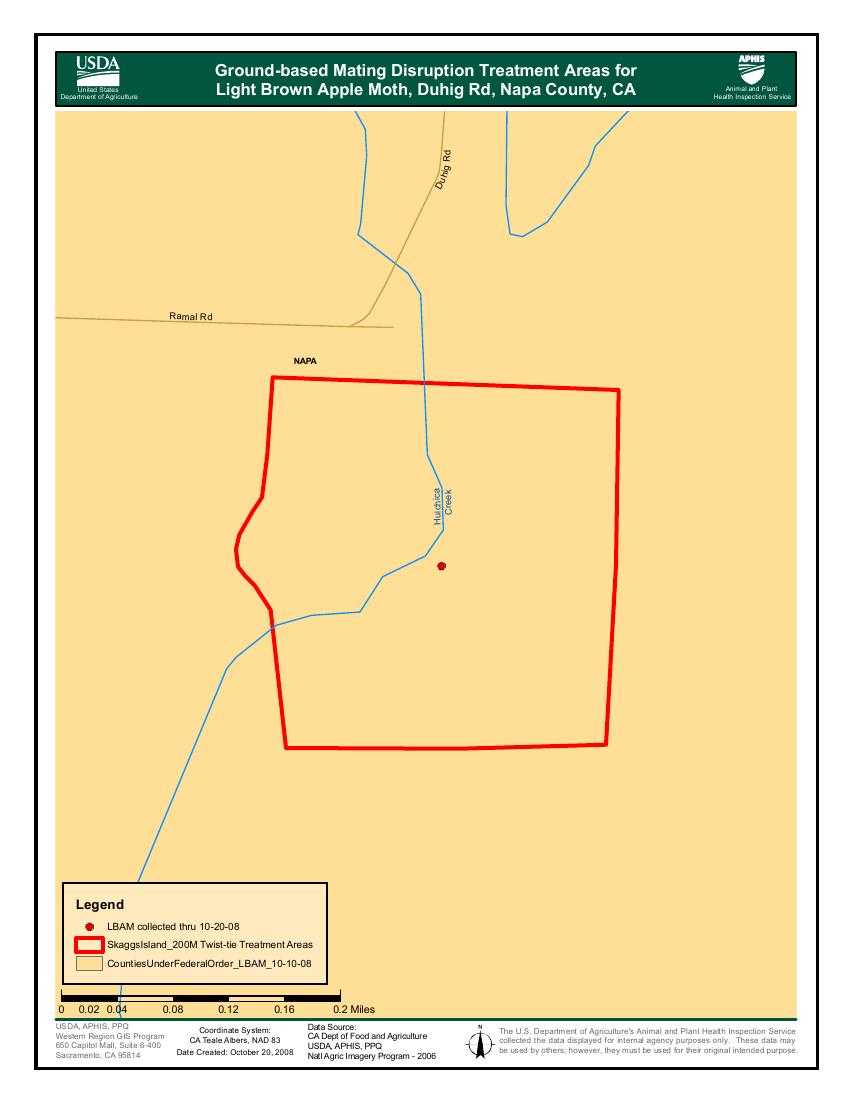 USDA
United States
Department of Agriculture
Ground-based Mating Disruption Treatment Areas for
Light Brown Apple Moth, Duhig Rd, Napa County, CA
APHIS
Animal and Plant
Health Inspection Service
Duhig Rd
Ramal Rd
NAPA
Huichica
Creek
Legend
LBAM collected thru 10-20-08
SkaggsIsland_200M Twist-tie Treatment Areas
CountiesUnderFederalOrder_LBAM_10-10-08
0 0.02 0.04 0.08 0.12 0.16 0.2 Miles
USDA, APHIS, PPQ
Western Region GIS Program
650 Capitol Mall, Suite 6-400
Sacramento, CA 95814
Coordinate System:
CA Teale Albers, NAD 83
Date Created: October 20, 2008
Data Source:
CA Dept of Food and Agriculture
USDA, APHIS, PPQ
Natl Agric Imagery Program - 2006
N
The U.S. Department of Agriculture's Animal and Plant Health Inspection Service
collected the data displayed for internal agency purposes only. These data may
be used by others; however, they must be used for their original intended purpose.